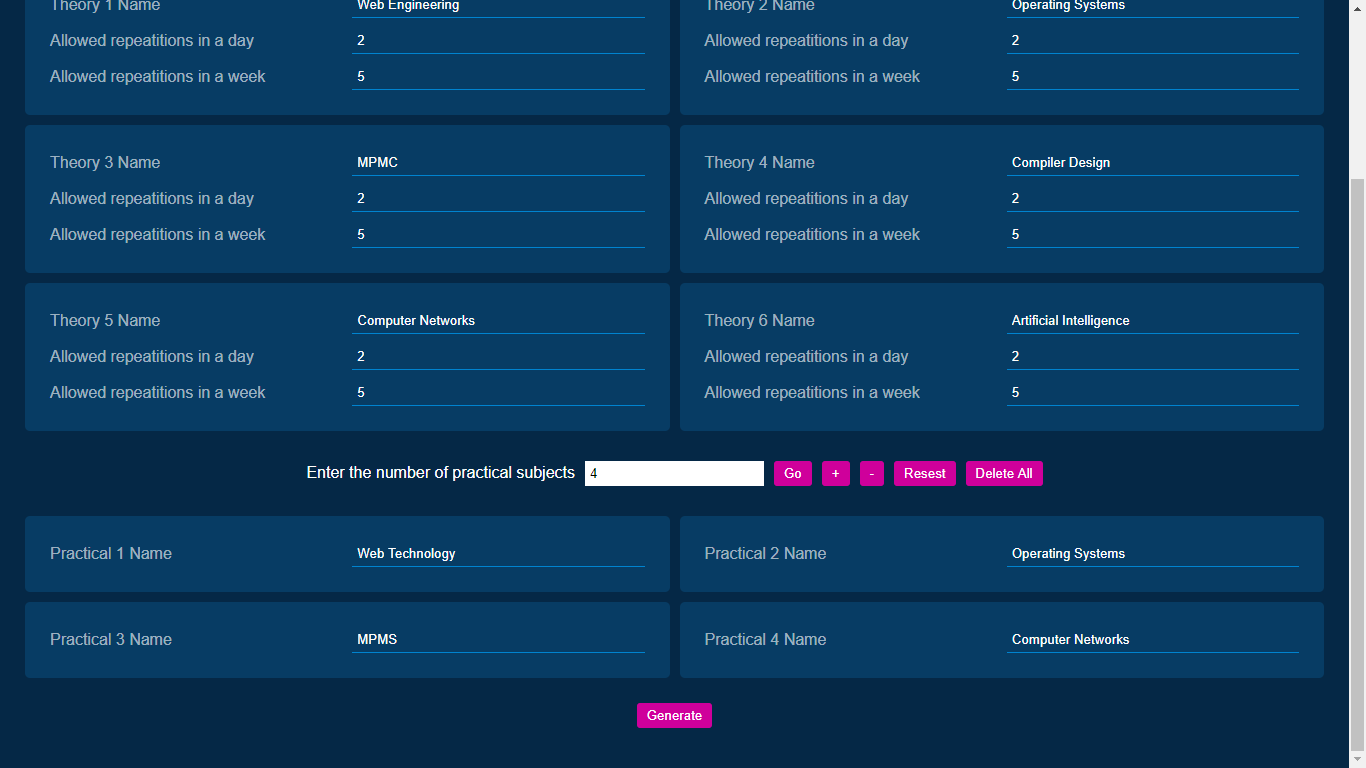 Theory 1 Name Web Engineering Theory 2 Name Operating Systems
Allowed repeatitions in a day 2 Allowed repeatitions in a day 2
Allowed repeatitions in a week 5 Allowed repeatitions in a week 5
Theory 3 Name MPMC Theory 4 Name Compiler Design
Allowed repeatitions in a day 2 Allowed repeatitions in a day 2
Allowed repeatitions in a week 5 Allowed repeatitions in a week 5
Theory 5 Name Computer Networks Theory 6 Name Artificial Intelligence
Allowed repeatitions in a day 2 Allowed repeatitions in a day 2
Allowed repeatitions in a week 5 Allowed repeatitions in a week 5
Enter the number of practical subjects 4 Go + - Resest Delete All
Practical 1 Name Web Technology Practical 2 Name Operating Systems
Practical 3 Name MPMS Practical 4 Name Computer Networks
Generate